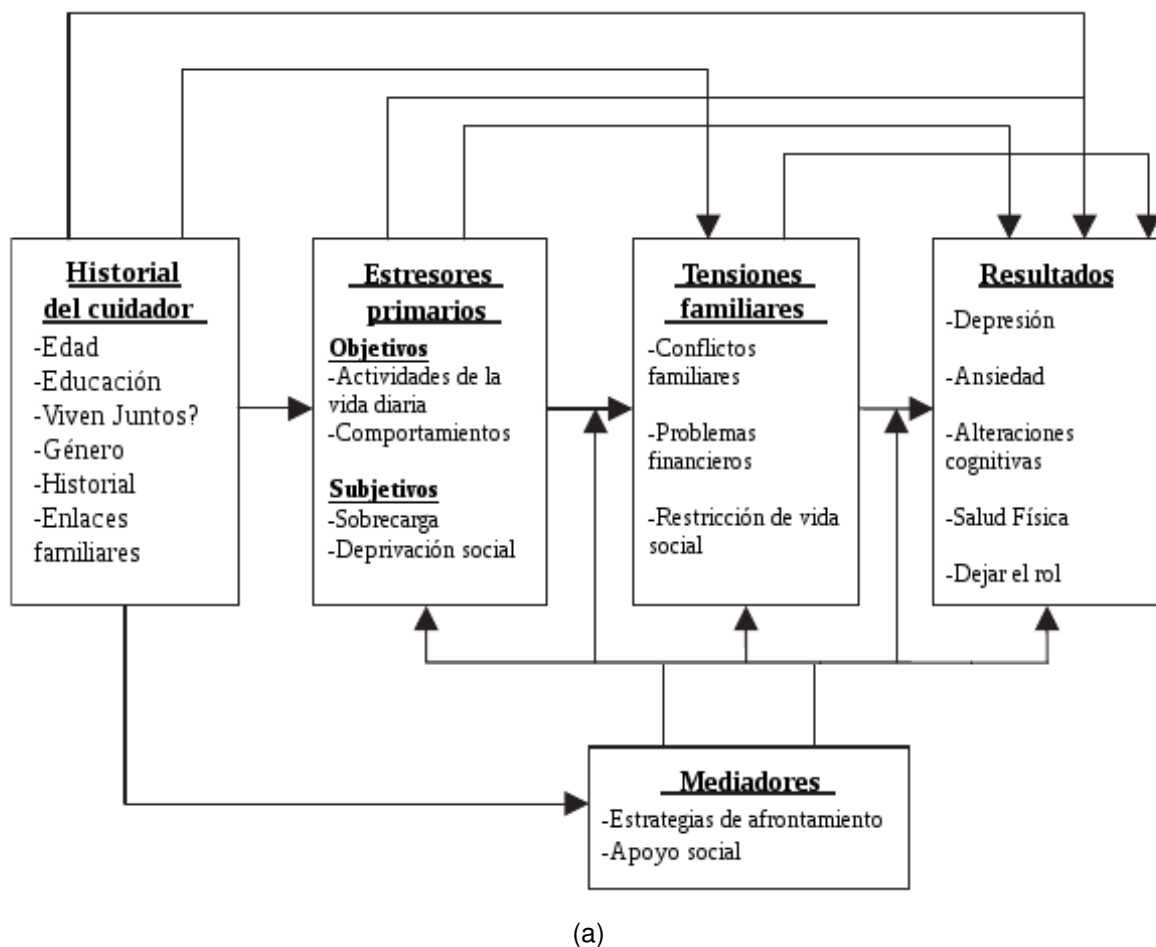 Historial
del cuidador
-Edad
-Educación
-Viven Juntos?
-Género
-Historial
-Enlaces
familiares
Estresores
primarios
Objetivos
-Actividades de la
vida diaria
-Comportamientos
Subjetivos
-Sobrecarga
-Deprivación social
Tensiones
familiares
-Conflictos
familiares
-Problemas
financieros
-Restricción de vida
social
Resultados
-Depresión
-Ansiedad
-Alteraciones
cognitivas
-Salud Física
-Dejar el rol
Mediadores
-Estrategias de afrontamiento
-Apoyo social
(a)